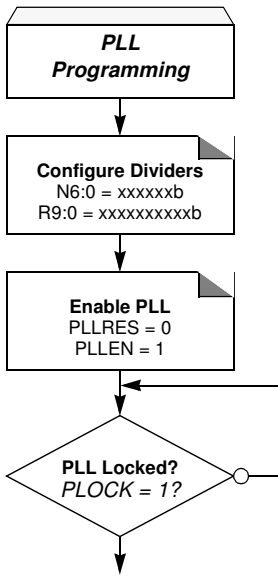 PLL
Programming
Configure Dividers
N6:0 = xxxxxxb
R9:0 = xxxxxxxxxxb
Enable PLL
PLLRES = 0
PLLEN = 1
PLL Locked?
PLOCK = 1?